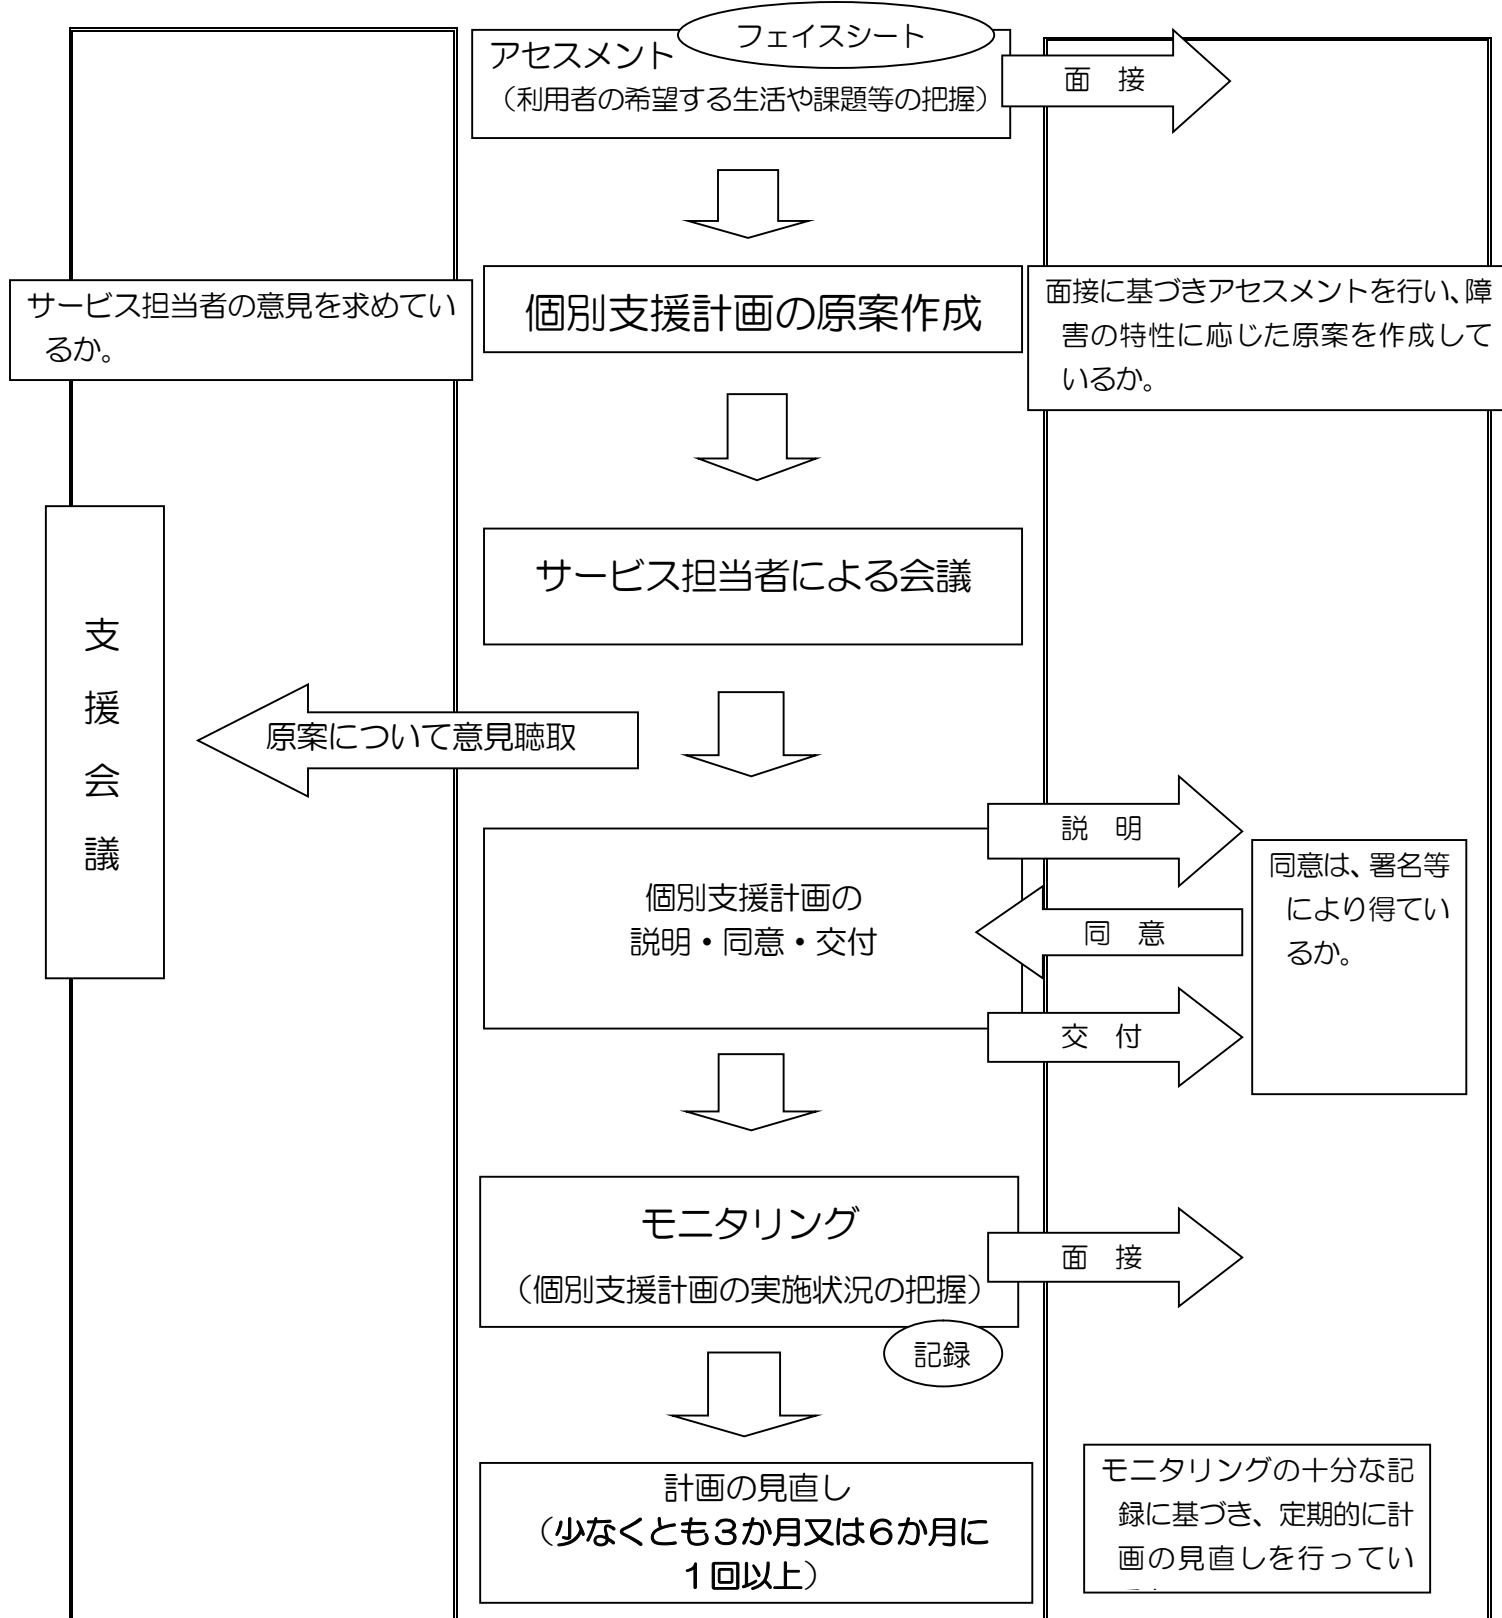 フェイスシート
アセスメント
（利用者の希望する生活や課題等の把握）
面　接
サービス担当者の意見を求めてい
るか。
個別支援計画の原案作成
面接に基づきアセスメントを行い、障
害の特性に応じた原案を作成して
いるか。
サービス担当者による会議
支
援
会
議
原案について意見聴取
説　明
個別支援計画の
説明・同意・交付
同　意
交　付
同意は、署名等
により得てい
るか。
モニタリング
（個別支援計画の実施状況の把握）
面　接
記録
計画の見直し
（少なくとも３か月又は６か月に
１回以上）
モニタリングの十分な記
録に基づき、定期的に計
画の見直しを行ってい